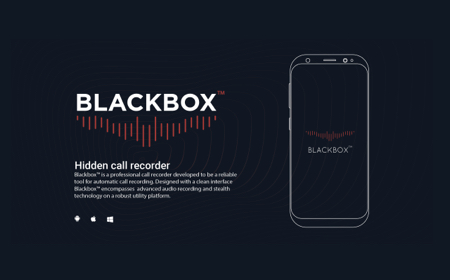 BLACKBOX™
Hidden call recorder
Blackbox™ is a professional call recorder developed to be a reliable
tool for automatic call recording. Designed with a clean interface
Blackbox™ encompasses advanced audio recording and stealth
technology on a robust utility platform.
BLACKBOX™